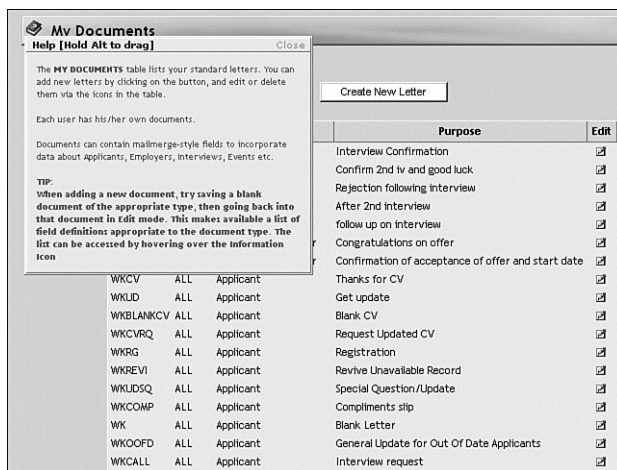 My Documents
Help [Hold Alt to drag] Close
The MY DOCUMENTS table lists your standard letters. You can
add new letters by clicking on the button, and edit or delete
them via the icons in the table.
Each user has his/her own documents.
Documents can contain mailmerge-style fields to incorporate
data about Applicants, Employers, Interviews, Events etc.
TIP:
When adding a new document, try saving a blank
document of the appropriate type, then going back into
that document in Edit mode. This makes available a list of
field definitions appropriate to the document type. The
list can be accessed by hovering over the Information
Icon
Create New Letter
Purpose Edit
Interview Confirmation
Confirm 2nd iv and good luck
Rejection following interview
After 2nd interview
follow up on interview
Congratulations on offer
Confirmation of acceptance of offer and start date
WKCV ALL Applicant Thanks for CV
WKUD ALL Applicant Get update
WKBLANKCV ALL Applicant Blank CV
WKCVRQ ALL Applicant Request Updated CV
WKRG ALL Applicant Registration
WKREVI ALL Applicant Revive Unavailable Record
WKUDSQ ALL Applicant Special Question/Update
WKCOMP ALL Applicant Compliments slip
WK ALL Applicant Blank Letter
WKOOFD ALL Applicant General Update for Out Of Date Applicants
WKCALL ALL Applicant Interview request